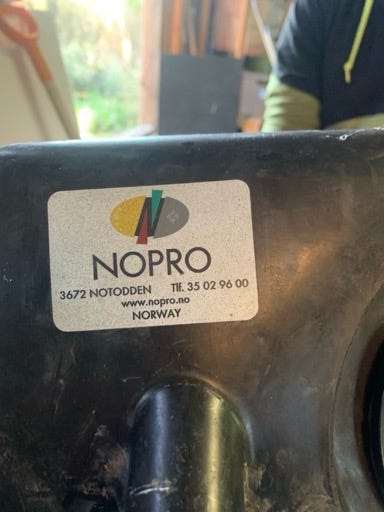 NOPRO
3672 NOTODDEN Tlf. 35 02 96 00
www.nopro.no
NORWAY